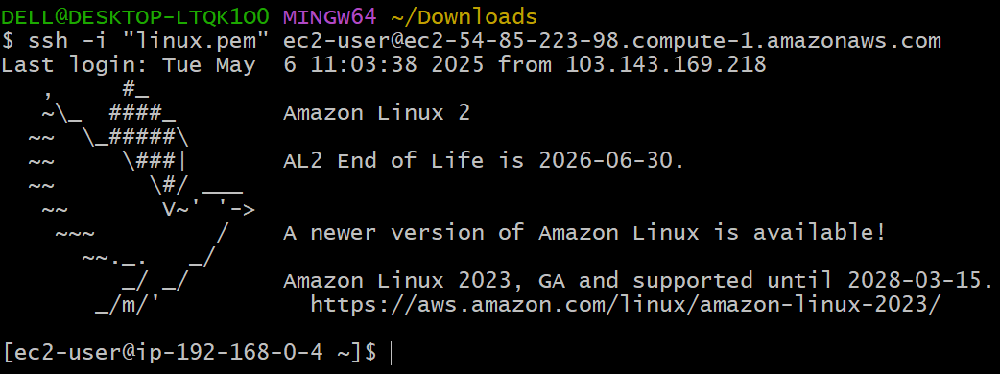 DELL@DESKTOP-LTQK1O0 MINGW64 ~/Downloads
$ ssh -i "linux.pem" ec2-user@ec2-54-85-223-98.compute-1.amazonaws.com
Last login: Tue May  6 11:03:38 2025 from 103.143.169.218
   ,     #_
   ~\_  ####_        Amazon Linux 2
  ~~  \_#####\
  ~~     \###|       AL2 End of Life is 2026-06-30.
  ~~       \#/ ___
   ~~       V~' '->
    ~~~         /    A newer version of Amazon Linux is available!
      ~~._.   _/
         _/ _/       Amazon Linux 2023, GA and supported until 2028-03-15.
       _/m/'           https://aws.amazon.com/linux/amazon-linux-2023/

[ec2-user@ip-192-168-0-4 ~]$